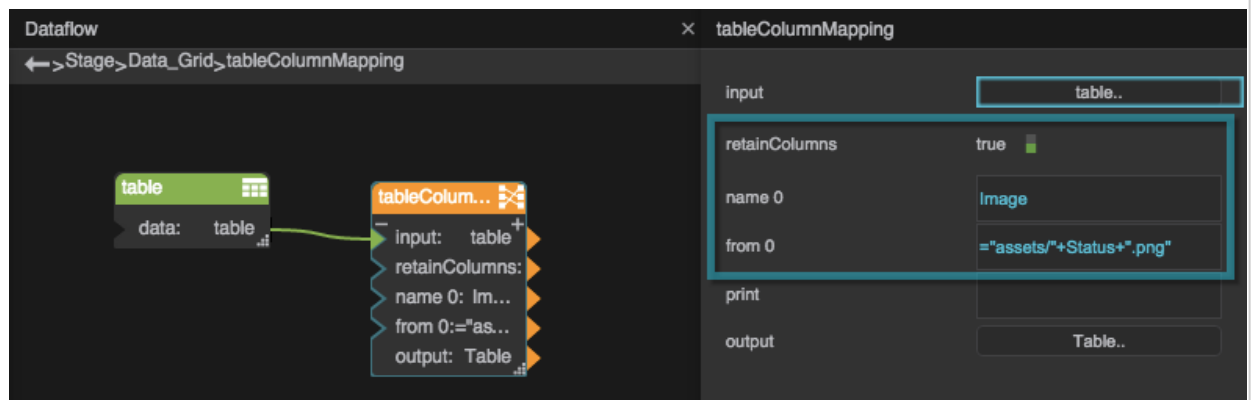 Dataflow ×
←>Stage>Data_Grid>tableColumnMapping
table
data: table
tableColum...
− +
input: table
retainColumns:
name 0: Im...
from 0:="as...
output: Table
tableColumnMapping
input table..
retainColumns true
name 0 Image
from 0 ="assets/"+Status+".png"
print
output Table..